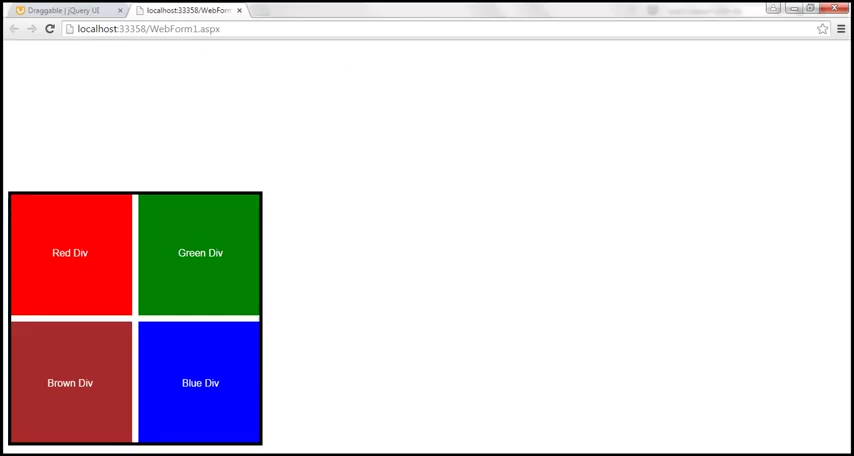 Draggable | jQuery UI
localhost:33358/WebForm
localhost:33358/WebForm1.aspx
Red Div
Green Div
Brown Div
Blue Div